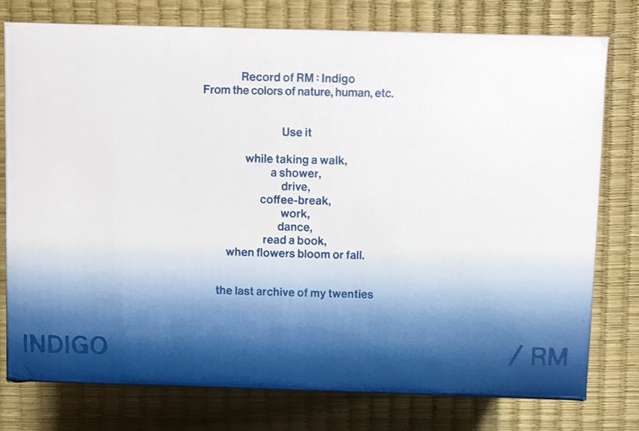 Record of RM : Indigo
From the colors of nature, human, etc.
Use it
while taking a walk,
a shower,
drive,
coffee-break,
work,
dance,
read a book,
when flowers bloom or fall.
the last archive of my twenties
INDIGO
/ RM